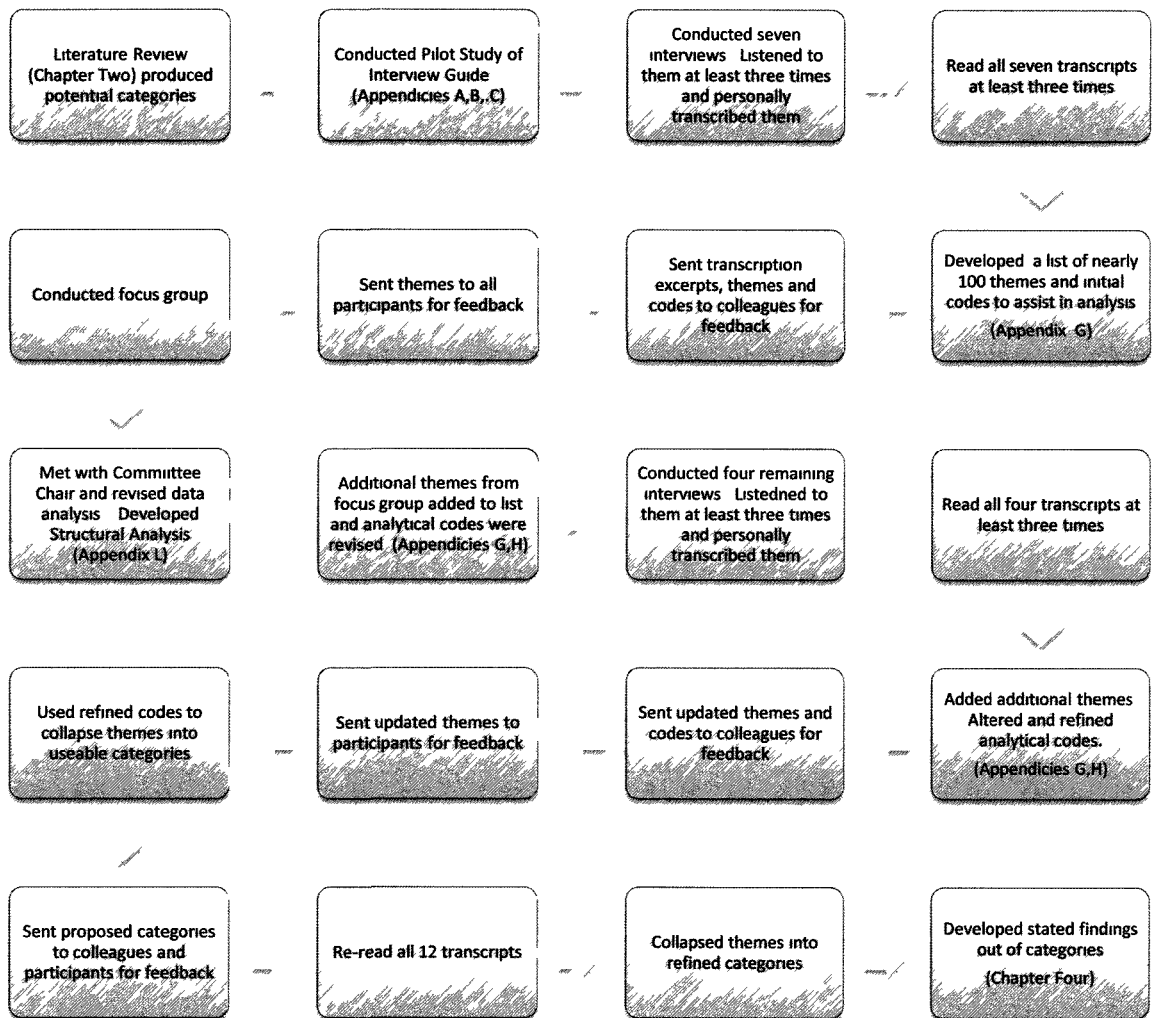 Literature Review
(Chapter Two) produced
potential categories
Conducted Pilot Study of
Interview Guide
(Appendicies A,B,.C)
Conducted seven
interviews Listened to
them at least three times
and personally
transcribed them
Read all seven transcripts
at least three times
Conducted focus group
Sent themes to all
participants for feedback
Sent transcription
excerpts, themes and
codes to colleagues for
feedback
Developed a list of nearly
100 themes and initial
codes to assist in analysis
(Appendix G)
Met with Committee
Chair and revised data
analysis Developed
Structural Analysis
(Appendix L)
Additional themes from
focus group added to list
and analytical codes were
revised (Appendicies G,H)
Conducted four remaining
interviews Listedned to
them at least three times
and personally
transcribed them
Read all four transcripts at
least three times
Used refined codes to
collapse themes into
useable categories
Sent updated themes to
participants for feedback
Sent updated themes and
codes to colleagues for
feedback
Added additional themes
Altered and refined
analytical codes.
(Appendicies G,H)
Sent proposed categories
to colleagues and
participants for feedback
Re-read all 12 transcripts
Collapsed themes into
refined categories
Developed stated findings
out of categories
(Chapter Four)